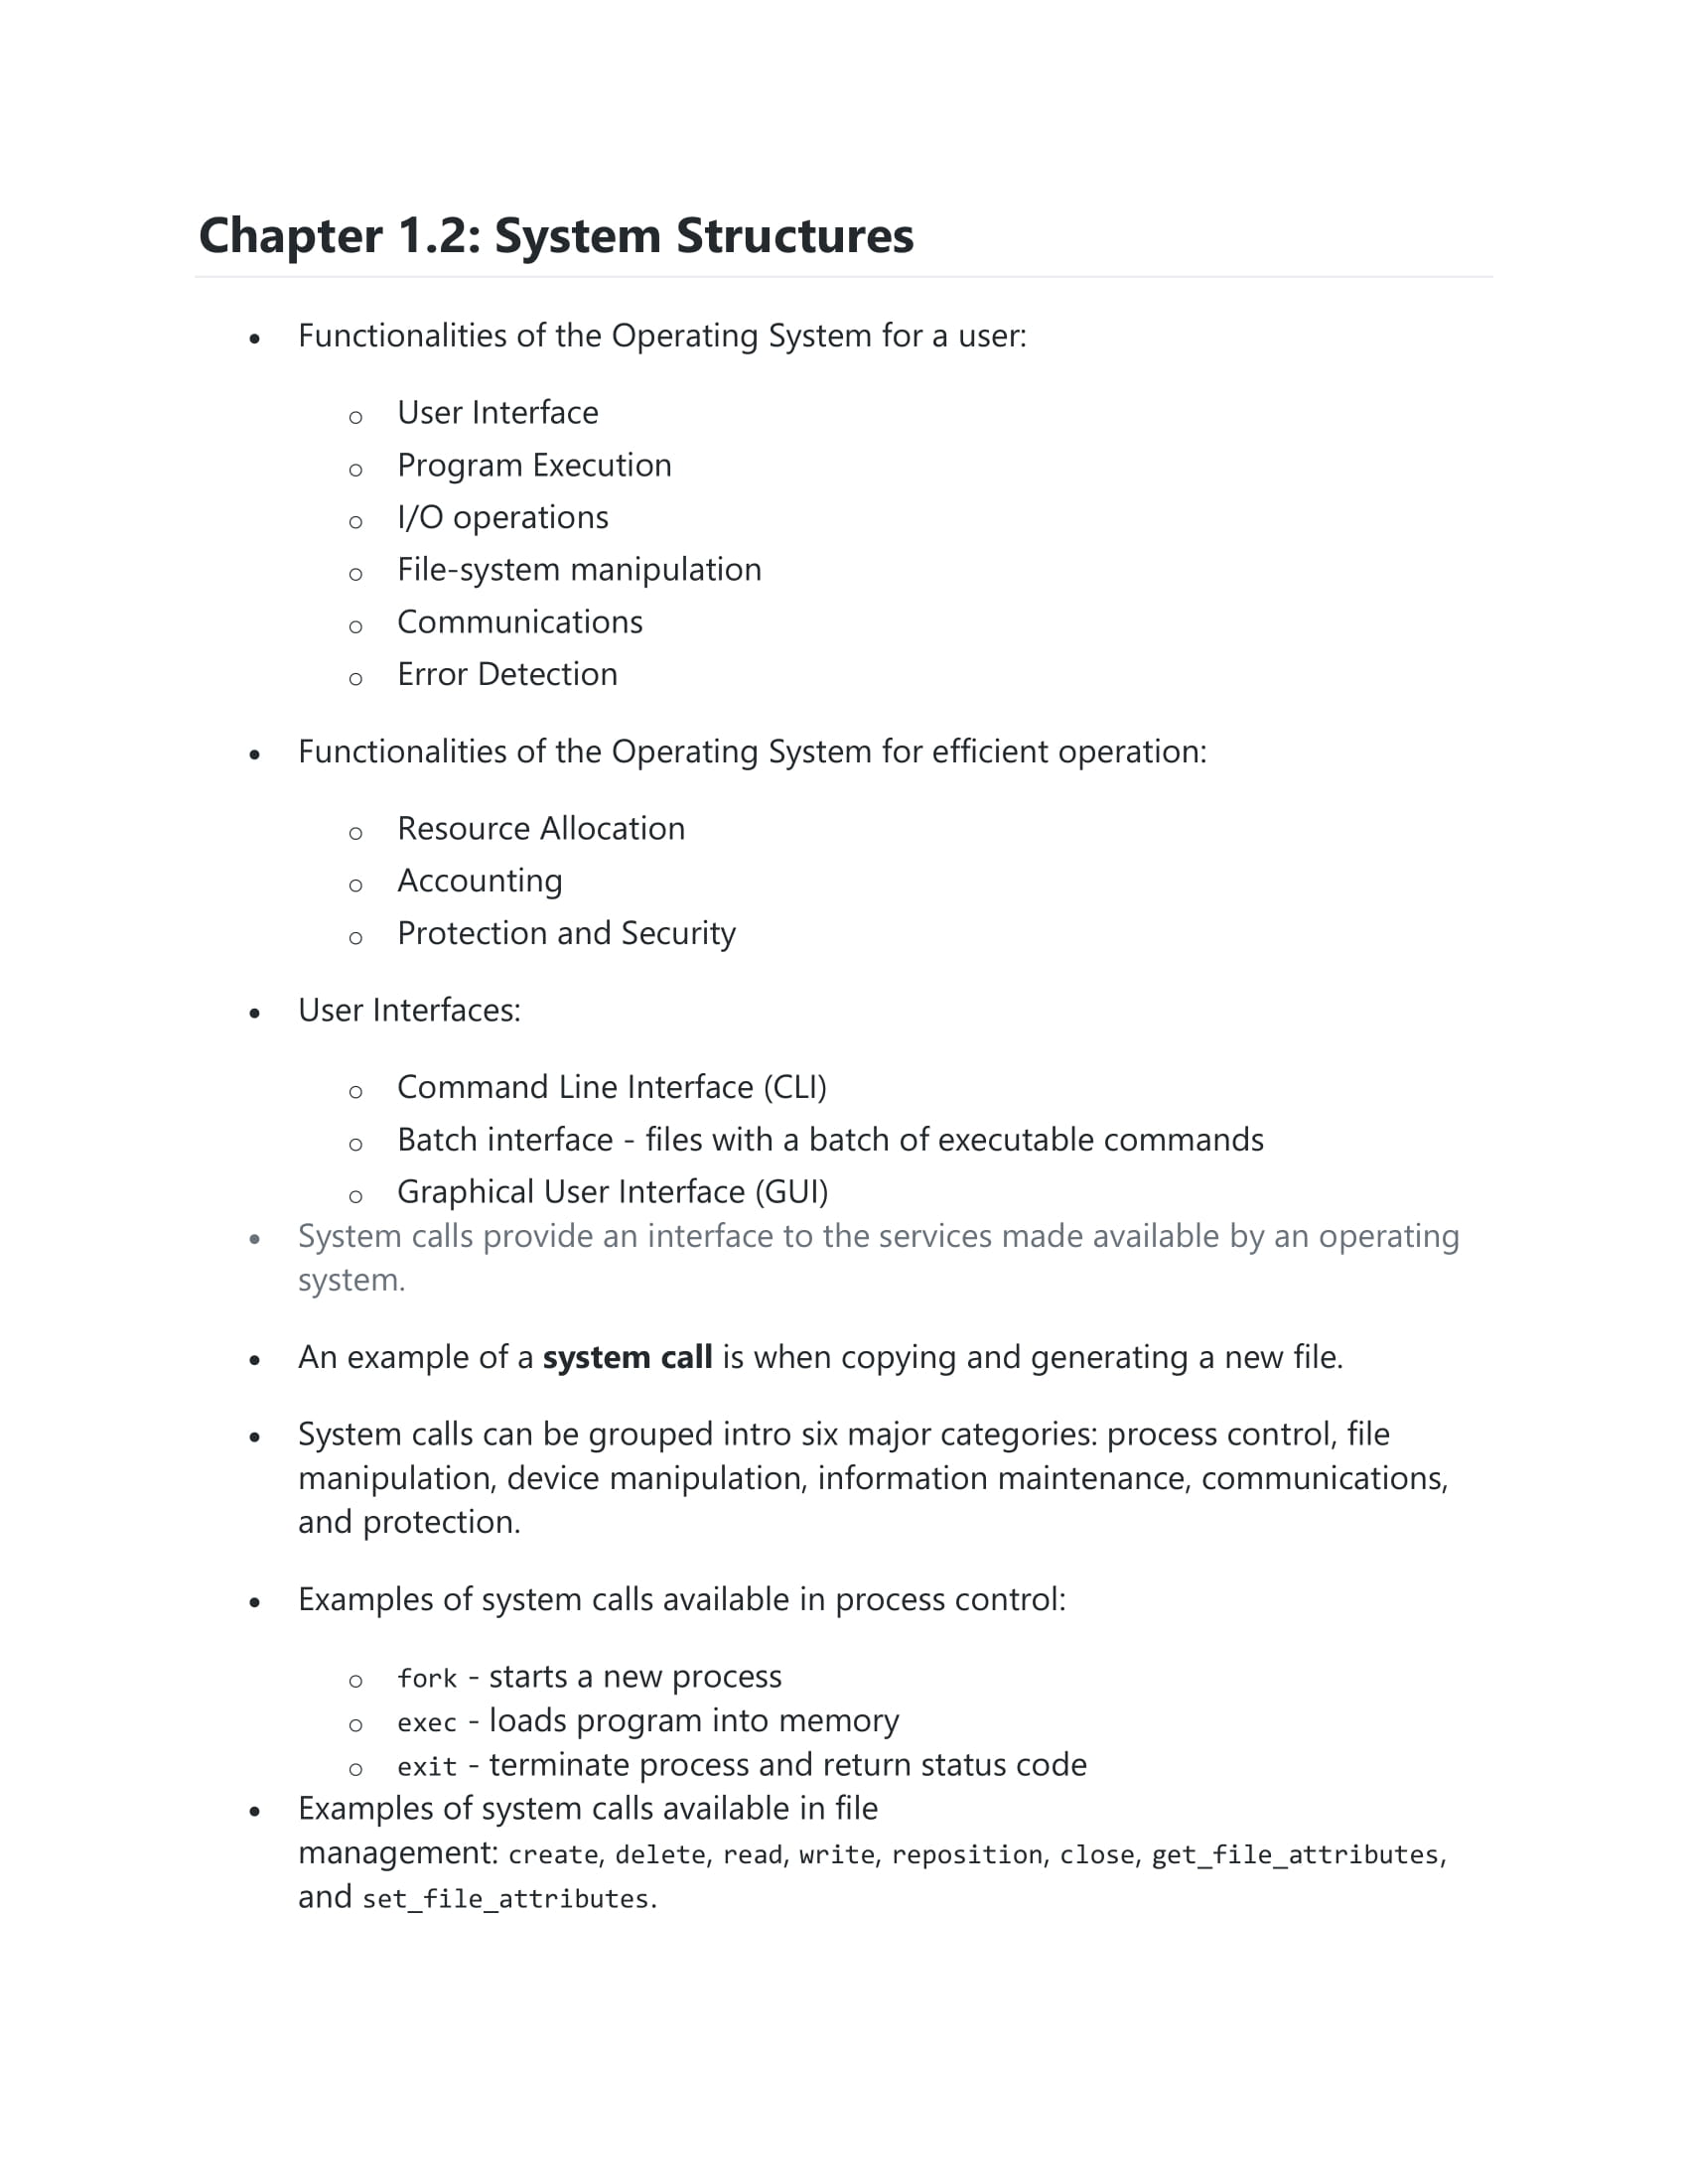 Chapter 1.2: System Structures
• Functionalities of the Operating System for a user:
o User Interface
o Program Execution
o I/O operations
o File-system manipulation
o Communications
o Error Detection
• Functionalities of the Operating System for efficient operation:
o Resource Allocation
o Accounting
o Protection and Security
• User Interfaces:
o Command Line Interface (CLI)
o Batch interface - files with a batch of executable commands
o Graphical User Interface (GUI)
• System calls provide an interface to the services made available by an operating
system.
• An example of a system call is when copying and generating a new file.
• System calls can be grouped intro six major categories: process control, file
manipulation, device manipulation, information maintenance, communications,
and protection.
• Examples of system calls available in process control:
o fork - starts a new process
o exec - loads program into memory
o exit - terminate process and return status code
• Examples of system calls available in file
management: create, delete, read, write, reposition, close, get_file_attributes,
and set_file_attributes.